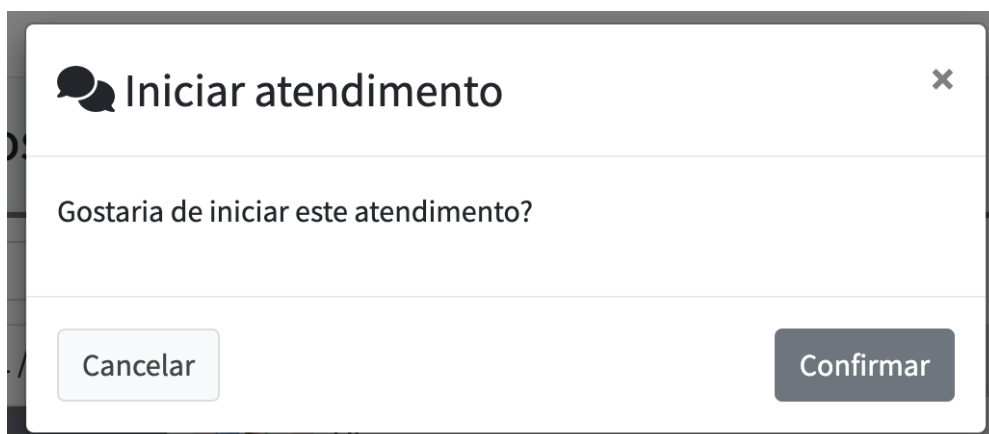 Iniciar atendimento
×
Gostaria de iniciar este atendimento?
Cancelar
Confirmar